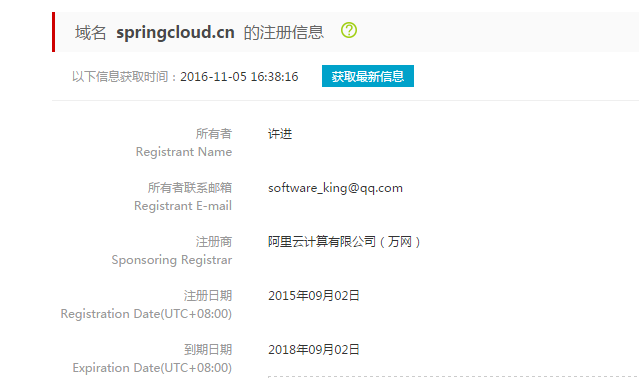 域名 springcloud.cn 的注册信息 ?
以下信息获取时间：2016-11-05 16:38:16 获取最新信息
所有者 许进
Registrant Name
所有者联系邮箱 software_king@qq.com
Registrant E-mail
注册商 阿里云计算有限公司（万网）
Sponsoring Registrar
注册日期 2015年09月02日
Registration Date(UTC+08:00)
到期日期 2018年09月02日
Expiration Date(UTC+08:00)